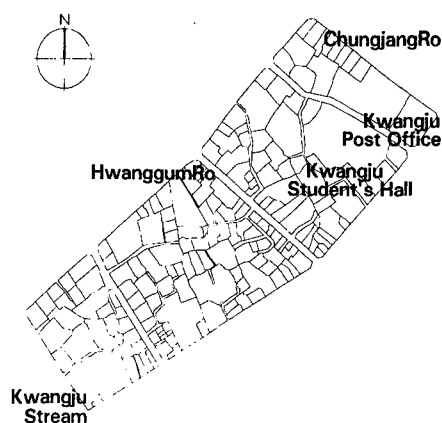 N
ChungjangRo
Kwangju
Post Office
HwanggumRo
Kwangju
Student's Hall
Kwangju
Stream